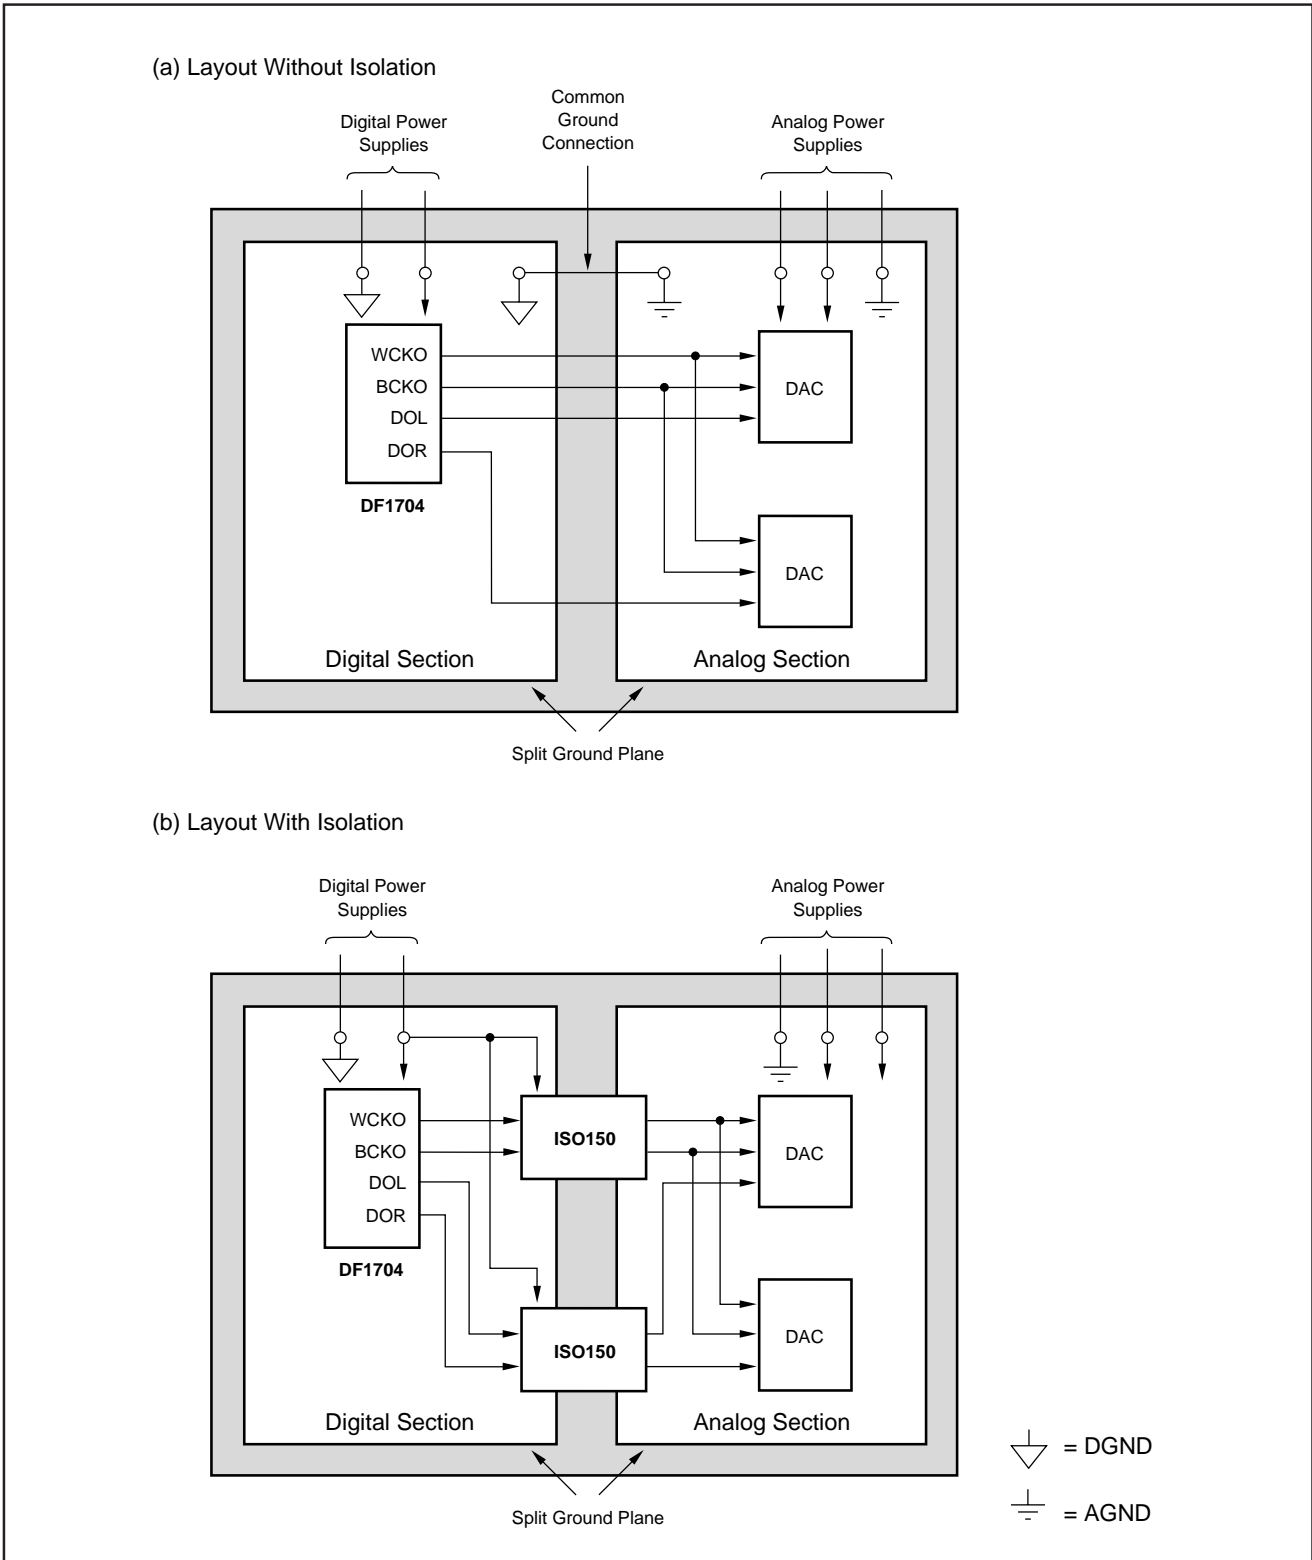 (a) Layout Without Isolation
Common
Ground
Connection
Digital Power
Supplies
Analog Power
Supplies
WCKO
BCKO
DOL
DOR
DF1704
DAC
DAC
Digital Section
Analog Section
Split Ground Plane
(b) Layout With Isolation
Digital Power
Supplies
Analog Power
Supplies
WCKO
BCKO
DOL
DOR
DF1704
ISO150
ISO150
DAC
DAC
Digital Section
Analog Section
Split Ground Plane
= DGND
= AGND